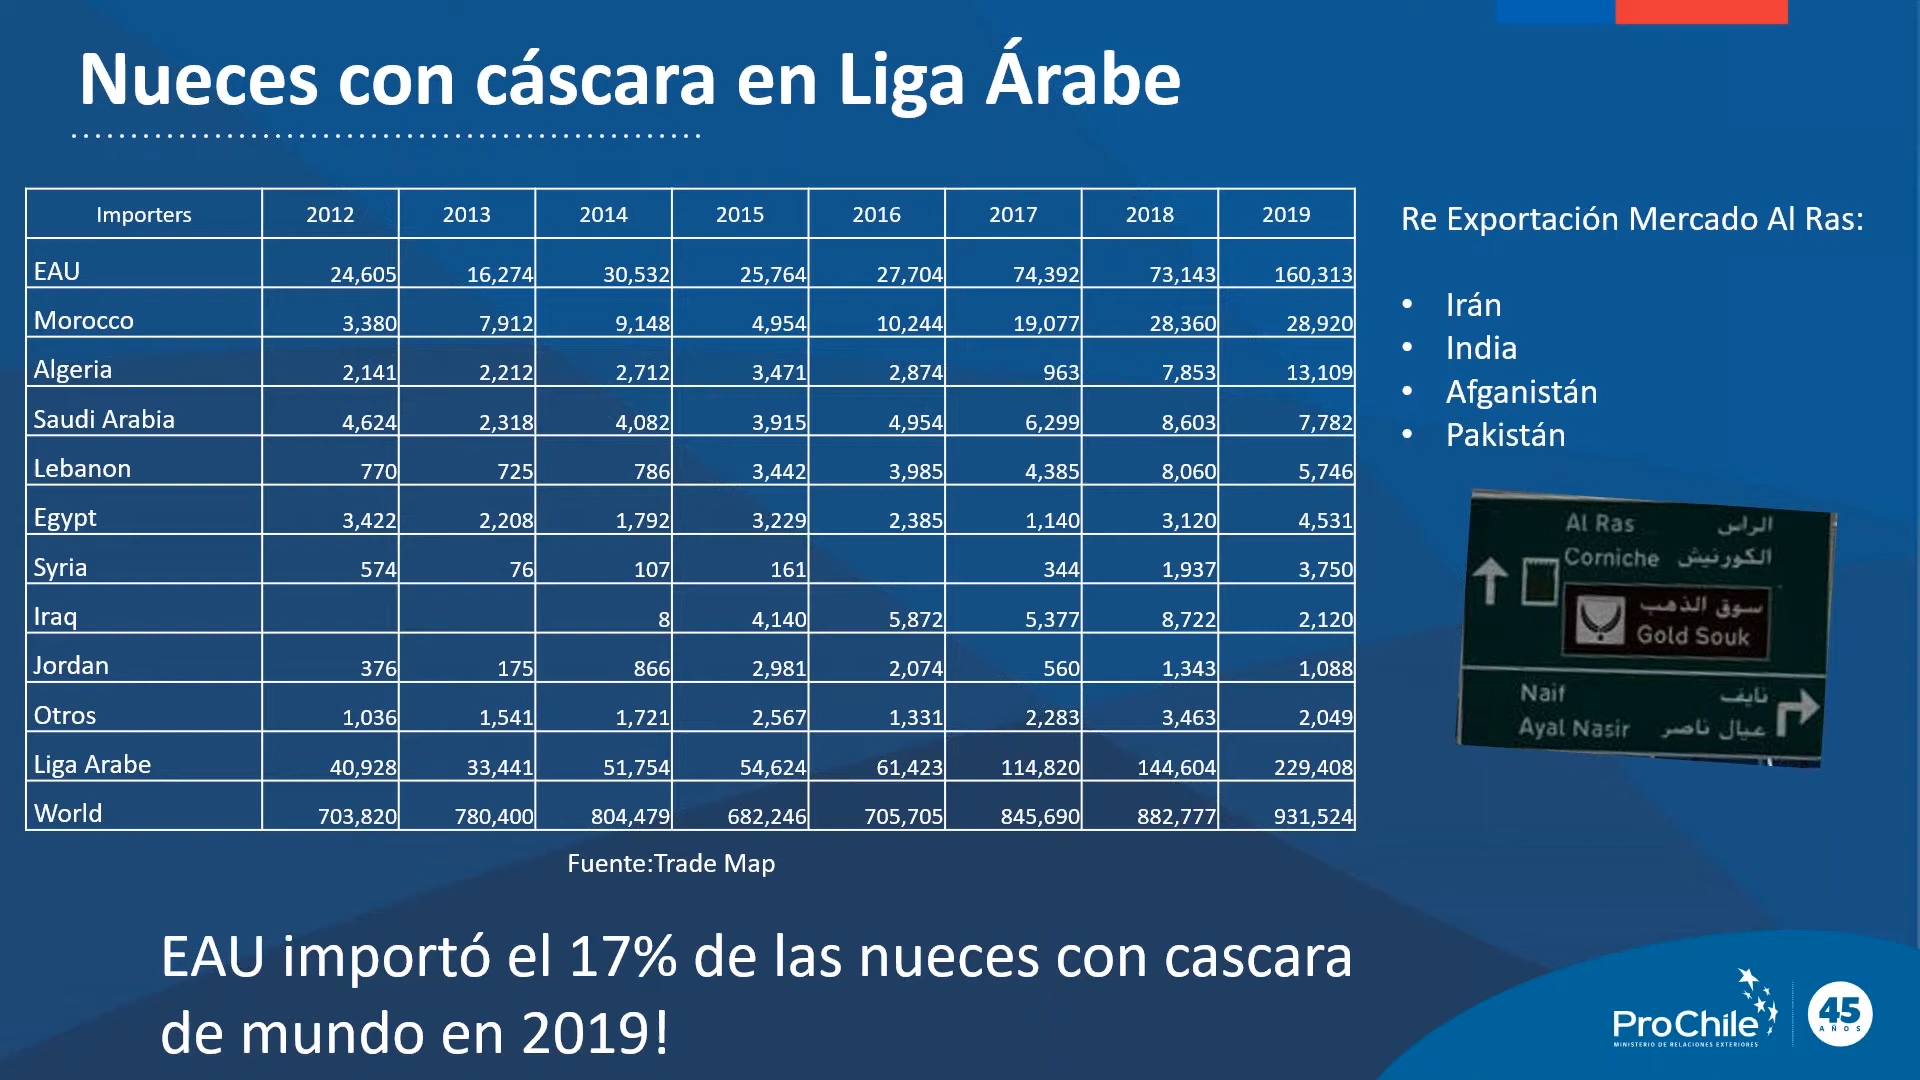 Nueces con cáscara en Liga Árabe
Importers 2012 2013 2014 2015 2016 2017 2018 2019
EAU 24,605 16,274 30,532 25,764 27,704 74,392 73,143 160,313
Morocco 3,380 7,912 9,148 4,954 10,244 19,077 28,360 28,920
Algeria 2,141 2,212 2,712 3,471 2,874 963 7,853 13,109
Saudi Arabia 4,624 2,318 4,082 3,915 4,954 6,299 8,603 7,782
Lebanon 770 725 786 3,442 3,985 4,385 8,060 5,746
Egypt 3,422 2,208 1,792 3,229 2,385 1,140 3,120 4,531
Syria 574 76 107 161 344 1,937 3,750
Iraq 8 4,140 5,872 5,377 8,722 2,120
Jordan 376 175 866 2,981 2,074 560 1,343 1,088
Otros 1,036 1,541 1,721 2,567 1,331 2,283 3,463 2,049
Liga Arabe 40,928 33,441 51,754 54,624 61,423 114,820 144,604 229,408
World 703,820 780,400 804,479 682,246 705,705 845,690 882,777 931,524
Fuente:Trade Map
EAU importó el 17% de las nueces con cascara
de mundo en 2019!
Re Exportación Mercado Al Ras:
• Irán
• India
• Afganistán
• Pakistán
Al Ras الراس
Corniche الكورنيش
سوق الذهب
Gold Souk
Naif نايف
Ayal Nasir عيال ناصر
ProChile
MINISTERIO DE RELACIONES EXTERIORES
45
AÑOS